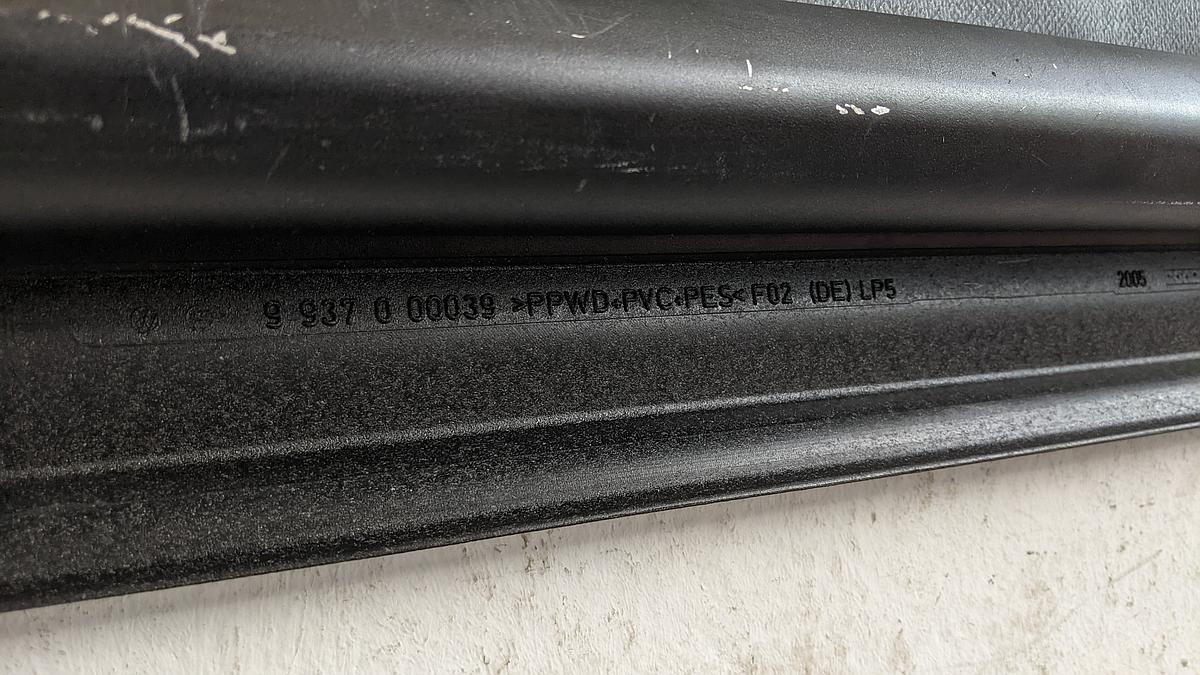 9 937 0 00039 >PPWD+PVC+PES< F02 (DE) LP5
2005